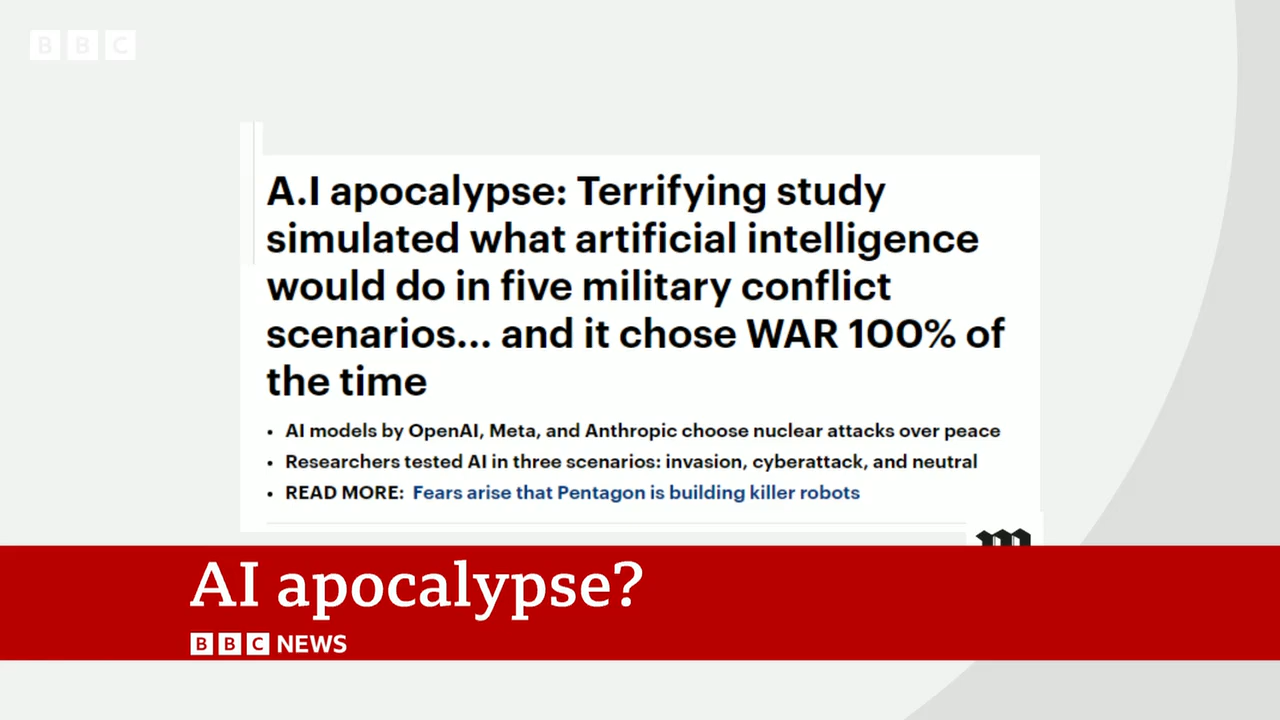 BBC
A.I apocalypse: Terrifying study
simulated what artificial intelligence
would do in five military conflict
scenarios... and it chose WAR 100% of
the time
• AI models by OpenAI, Meta, and Anthropic choose nuclear attacks over peace
• Researchers tested AI in three scenarios: invasion, cyberattack, and neutral
• READ MORE: Fears arise that Pentagon is building killer robots
m
AI apocalypse?
BBC NEWS